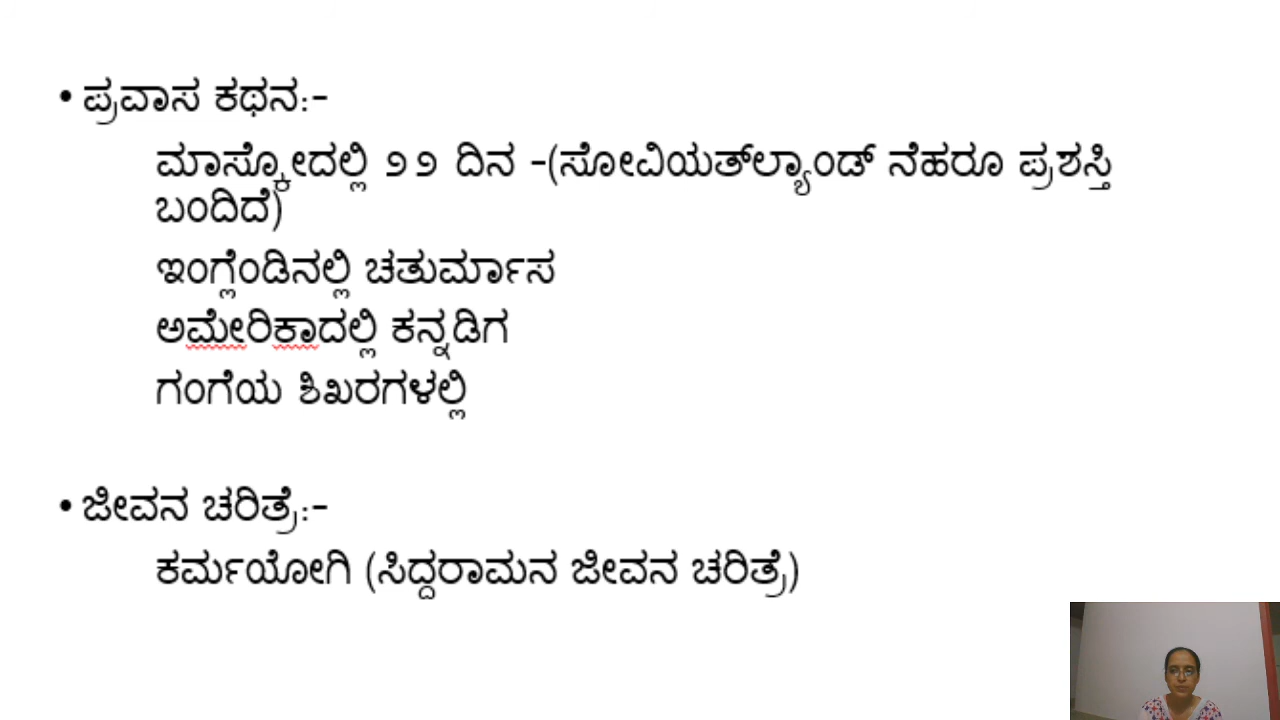 • ಪ್ರವಾಸ ಕಥನ:-
ಮಾಸ್ಕೋದಲ್ಲಿ ೨೨ ದಿನ -(ಸೋವಿಯತ್‌ಲ್ಯಾಂಡ್ ನೆಹರೂ ಪ್ರಶಸ್ತಿ
ಬಂದಿದೆ)
ಇಂಗ್ಲೆಂಡಿನಲ್ಲಿ ಚತುರ್ಮಾಸ
ಅಮೇರಿಕಾದಲ್ಲಿ ಕನ್ನಡಿಗ
ಗಂಗೆಯ ಶಿಖರಗಳಲ್ಲಿ
• ಜೀವನ ಚರಿತ್ರೆ:-
ಕರ್ಮಯೋಗಿ (ಸಿದ್ದರಾಮನ ಜೀವನ ಚರಿತ್ರೆ)